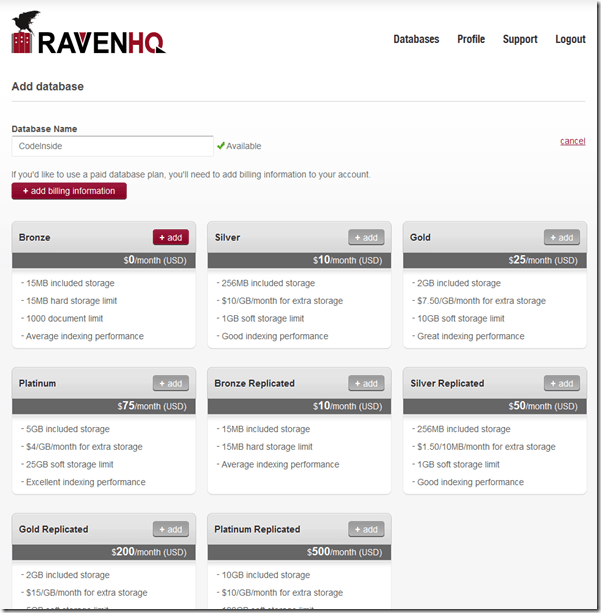 RAVENHQ
Databases Profile Support Logout
Add database
Database Name
CodeInside Available
cancel
If you'd like to use a paid database plan, you'll need to add billing information to your account.
+ add billing information
Bronze + add
$0/month (USD)
- 15MB included storage
- 15MB hard storage limit
- 1000 document limit
- Average indexing performance
Silver + add
$10/month (USD)
- 256MB included storage
- $10/GB/month for extra storage
- 1GB soft storage limit
- Good indexing performance
Gold + add
$25/month (USD)
- 2GB included storage
- $7.50/GB/month for extra storage
- 10GB soft storage limit
- Great indexing performance
Platinum + add
$75/month (USD)
- 5GB included storage
- $4/GB/month for extra storage
- 25GB soft storage limit
- Excellent indexing performance
Bronze Replicated + add
$10/month (USD)
- 15MB included storage
- 15MB hard storage limit
- Average indexing performance
Silver Replicated + add
$50/month (USD)
- 256MB included storage
- $1.50/10MB/month for extra storage
- 1GB soft storage limit
- Good indexing performance
Gold Replicated + add
$200/month (USD)
- 2GB included storage
- $15/GB/month for extra storage
soft storage limit
Platinum Replicated + add
$500/month (USD)
- 10GB included storage
- $10/GB/month for extra storage
soft storage limit